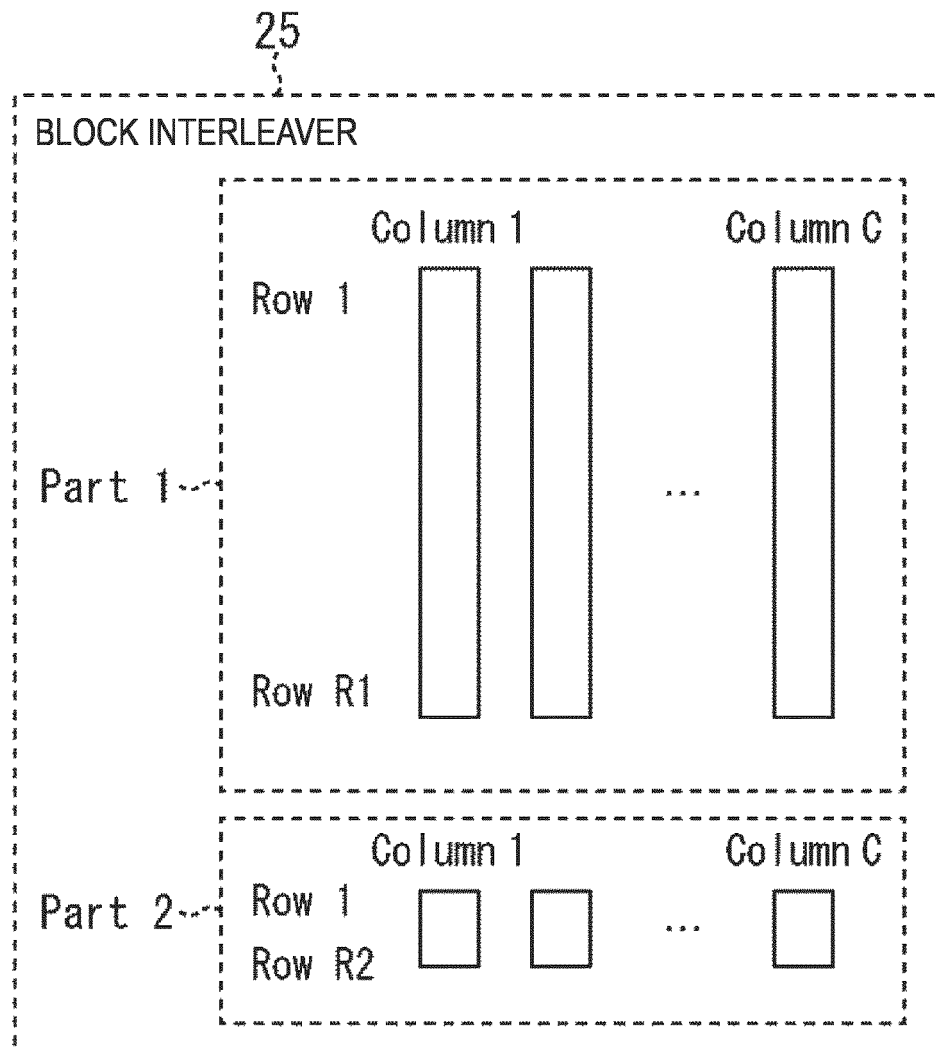 25
BLOCK INTERLEAVER
Column 1 Column C
Row 1
Part 1 ...
Row R1
Column 1 Column C
Row 1
Part 2 ...
Row R2